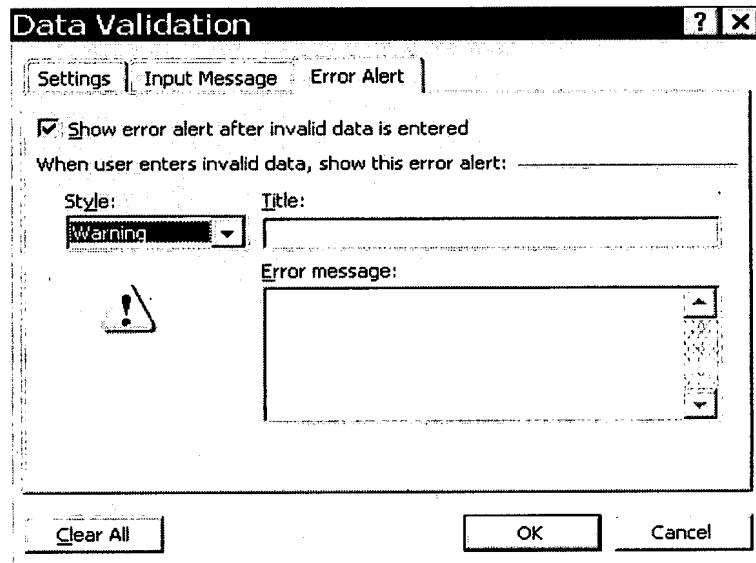 Data Validation ? X
Settings Input Message Error Alert
Show error alert after invalid data is entered
When user enters invalid data, show this error alert:
Style: Title:
Warning
Error message:
!
Clear All OK Cancel